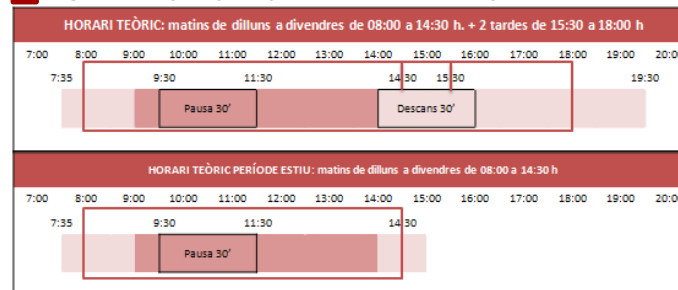 HORARI TEÒRIC: matins de dilluns a divendres de 08:00 a 14:30 h. + 2 tardes de 15:30 a 18:00 h
7:00 8:00 9:00 10:00 11:00 12:00 13:00 14:00 15:00 16:00 17:00 18:00 19:00 20:00
7:35 9:30 11:30 14:30 15:30 19:30
Pausa 30’ Descans 30’
HORARI TEÒRIC PERÍODE ESTIU: matins de dilluns a divendres de 08:00 a 14:30 h
7:00 8:00 9:00 10:00 11:00 12:00 13:00 14:00 15:00 16:00 17:00 18:00 19:00 20:0
7:35 9:30 11:30 14:30
Pausa 30’